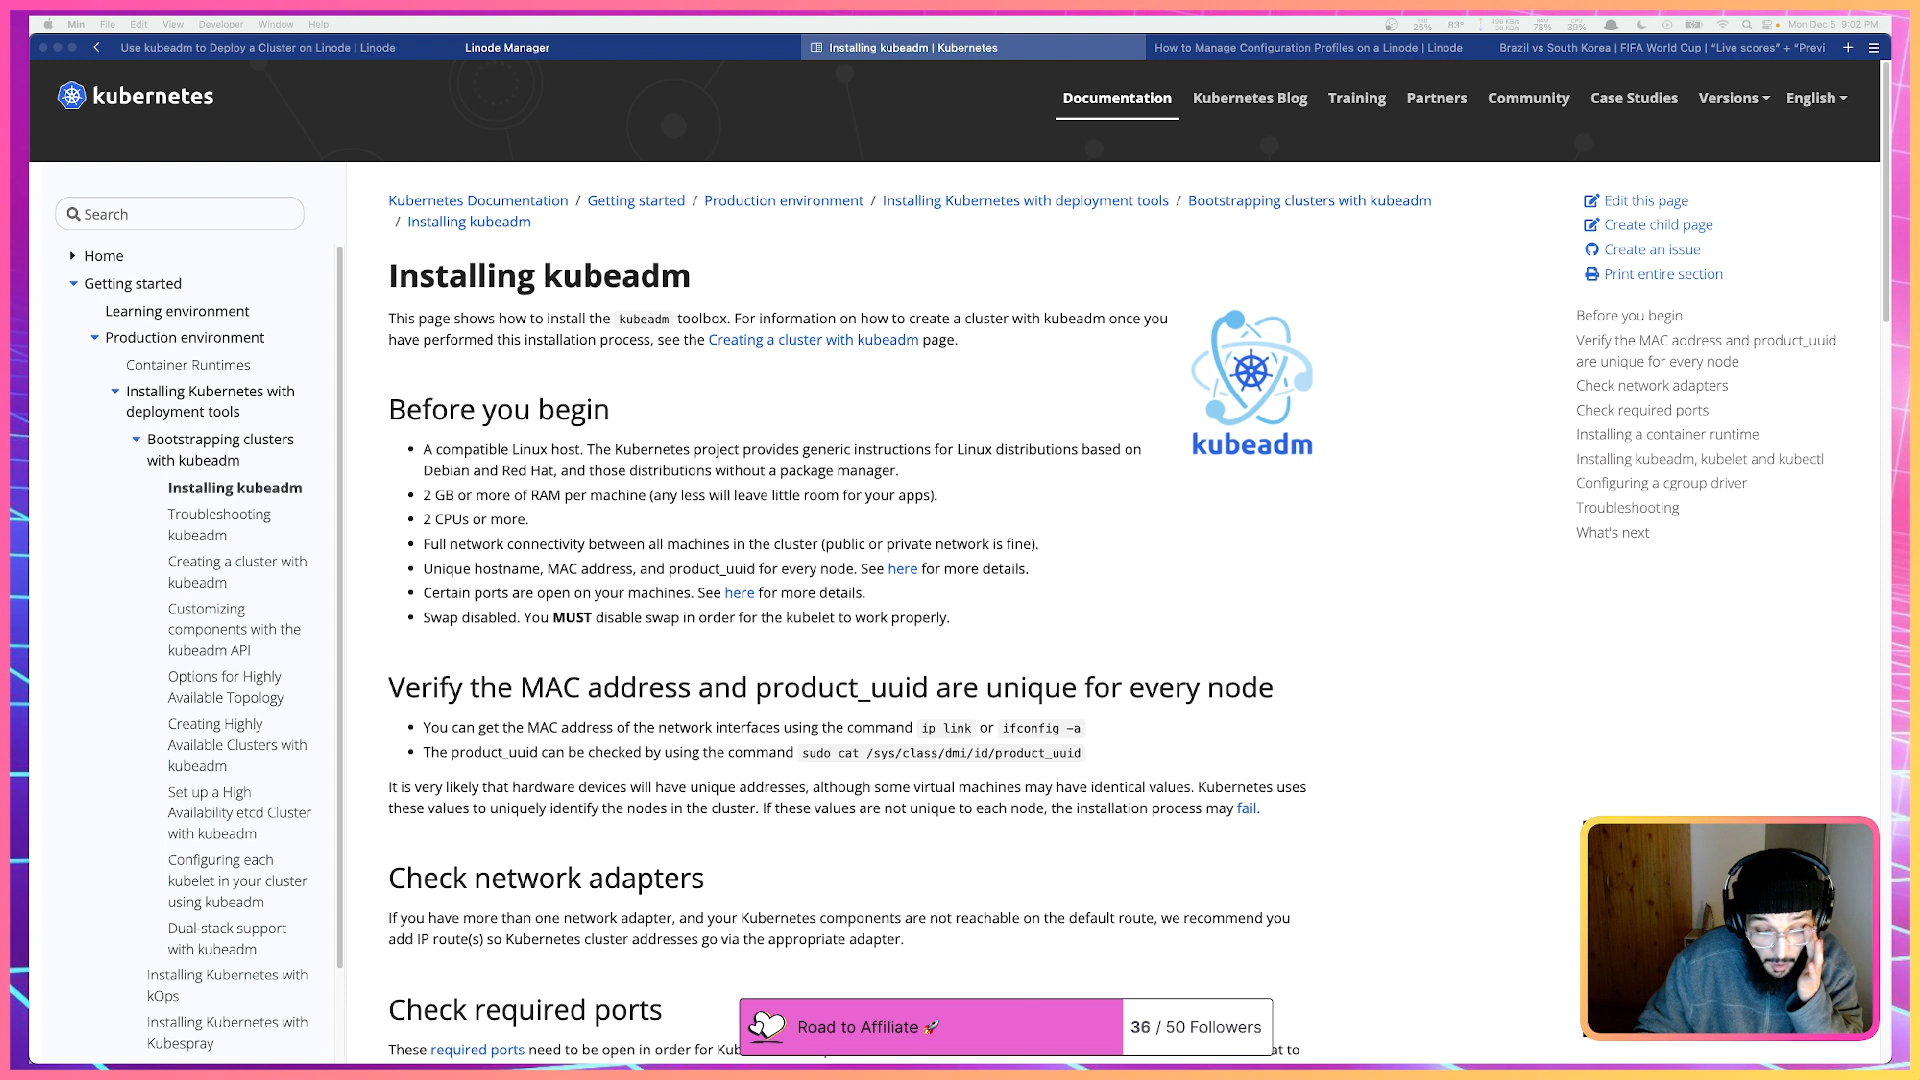 Min File Edit View Developer Window Help
83° 78% 39% Mon Dec 5 9:02 PM
Use kubeadm to Deploy a Cluster on Linode | Linode
Linode Manager
Installing kubeadm | Kubernetes
How to Manage Configuration Profiles on a Linode | Linode
Brazil vs South Korea | FIFA World Cup | “Live scores” + “Previ
kubernetes
Documentation Kubernetes Blog Training Partners Community Case Studies Versions English
Search
Home
Getting started
Learning environment
Production environment
Container Runtimes
Installing Kubernetes with
deployment tools
Bootstrapping clusters
with kubeadm
Installing kubeadm
Troubleshooting
kubeadm
Creating a cluster with
kubeadm
Customizing
components with the
kubeadm API
Options for Highly
Available Topology
Creating Highly
Available Clusters with
kubeadm
Set up a High
Availability etcd Cluster
with kubeadm
Configuring each
kubelet in your cluster
using kubeadm
Dual-stack support
with kubeadm
Installing Kubernetes with
kOps
Installing Kubernetes with
Kubespray
Kubernetes Documentation / Getting started / Production environment / Installing Kubernetes with deployment tools / Bootstrapping clusters with kubeadm
/ Installing kubeadm
Installing kubeadm
This page shows how to install the kubeadm toolbox. For information on how to create a cluster with kubeadm once you
have performed this installation process, see the Creating a cluster with kubeadm page.
kubeadm
Before you begin
• A compatible Linux host. The Kubernetes project provides generic instructions for Linux distributions based on
Debian and Red Hat, and those distributions without a package manager.
• 2 GB or more of RAM per machine (any less will leave little room for your apps).
• 2 CPUs or more.
• Full network connectivity between all machines in the cluster (public or private network is fine).
• Unique hostname, MAC address, and product_uuid for every node. See here for more details.
• Certain ports are open on your machines. See here for more details.
• Swap disabled. You MUST disable swap in order for the kubelet to work properly.
Verify the MAC address and product_uuid are unique for every node
• You can get the MAC address of the network interfaces using the command ip link or ifconfig -a
• The product_uuid can be checked by using the command sudo cat /sys/class/dmi/id/product_uuid
It is very likely that hardware devices will have unique addresses, although some virtual machines may have identical values. Kubernetes uses
these values to uniquely identify the nodes in the cluster. If these values are not unique to each node, the installation process may fail.
Check network adapters
If you have more than one network adapter, and your Kubernetes components are not reachable on the default route, we recommend you
add IP route(s) so Kubernetes cluster addresses go via the appropriate adapter.
Check required ports
These required ports need to be open in order for Kub at to
Edit this page
Create child page
Create an issue
Print entire section
Before you begin
Verify the MAC address and product_uuid
are unique for every node
Check network adapters
Check required ports
Installing a container runtime
Installing kubeadm, kubelet and kubectl
Configuring a cgroup driver
Troubleshooting
What's next
Road to Affiliate 🚀
36 / 50 Followers